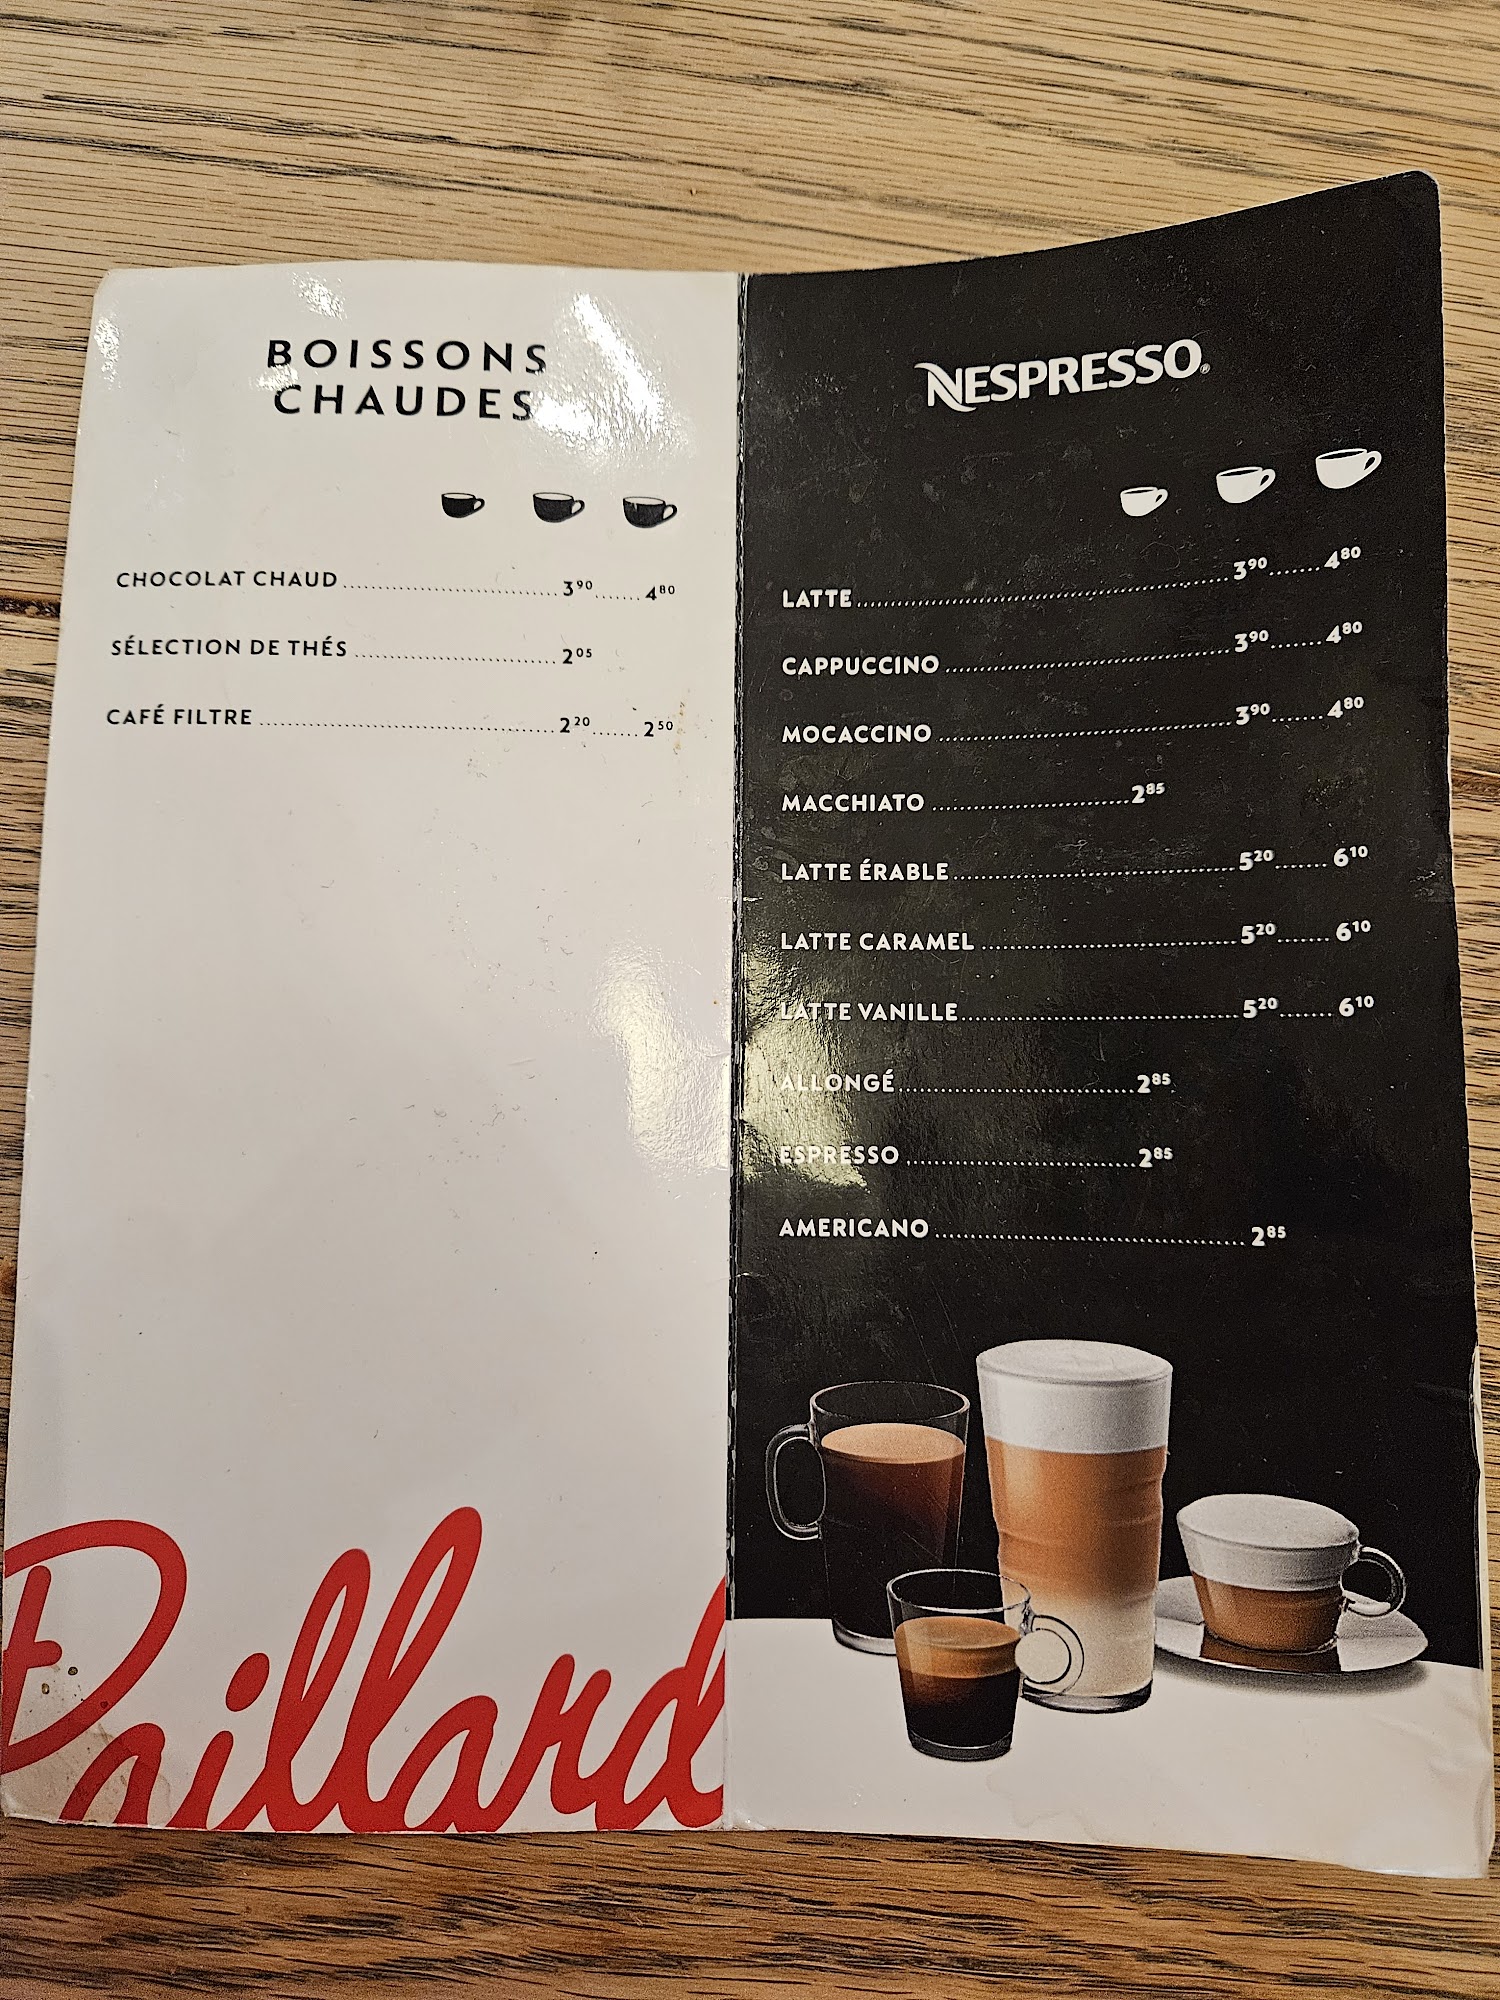 BOISSONS
CHAUDES
CHOCOLAT CHAUD 3⁹⁰ 4⁸⁰
SÉLECTION DE THÉS 2⁰⁵
CAFÉ FILTRE 2²⁰ 2⁵⁰
Paillard
NESPRESSO®
LATTE 3⁹⁰ 4⁸⁰
CAPPUCCINO 3⁹⁰ 4⁸⁰
MOCACCINO 3⁹⁰ 4⁸⁰
MACCHIATO 2⁸⁵
LATTE ÉRABLE 5²⁰ 6¹⁰
LATTE CARAMEL 5²⁰ 6¹⁰
LATTE VANILLE 5²⁰ 6¹⁰
ALLONGÉ 2⁸⁵
ESPRESSO 2⁸⁵
AMERICANO 2⁸⁵